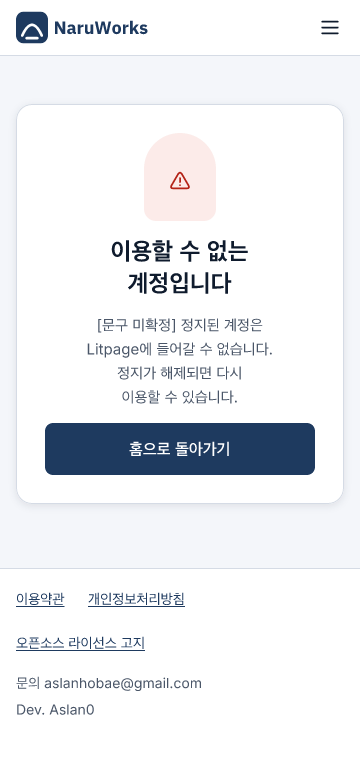 NaruWorks
이용할 수 없는
계정입니다
[문구 미확정] 정지된 계정은
Litpage에 들어갈 수 없습니다.
정지가 해제되면 다시
이용할 수 있습니다.
홈으로 돌아가기
이용약관 개인정보처리방침
오픈소스 라이선스 고지
문의 aslanhobae@gmail.com
Dev. Aslan0